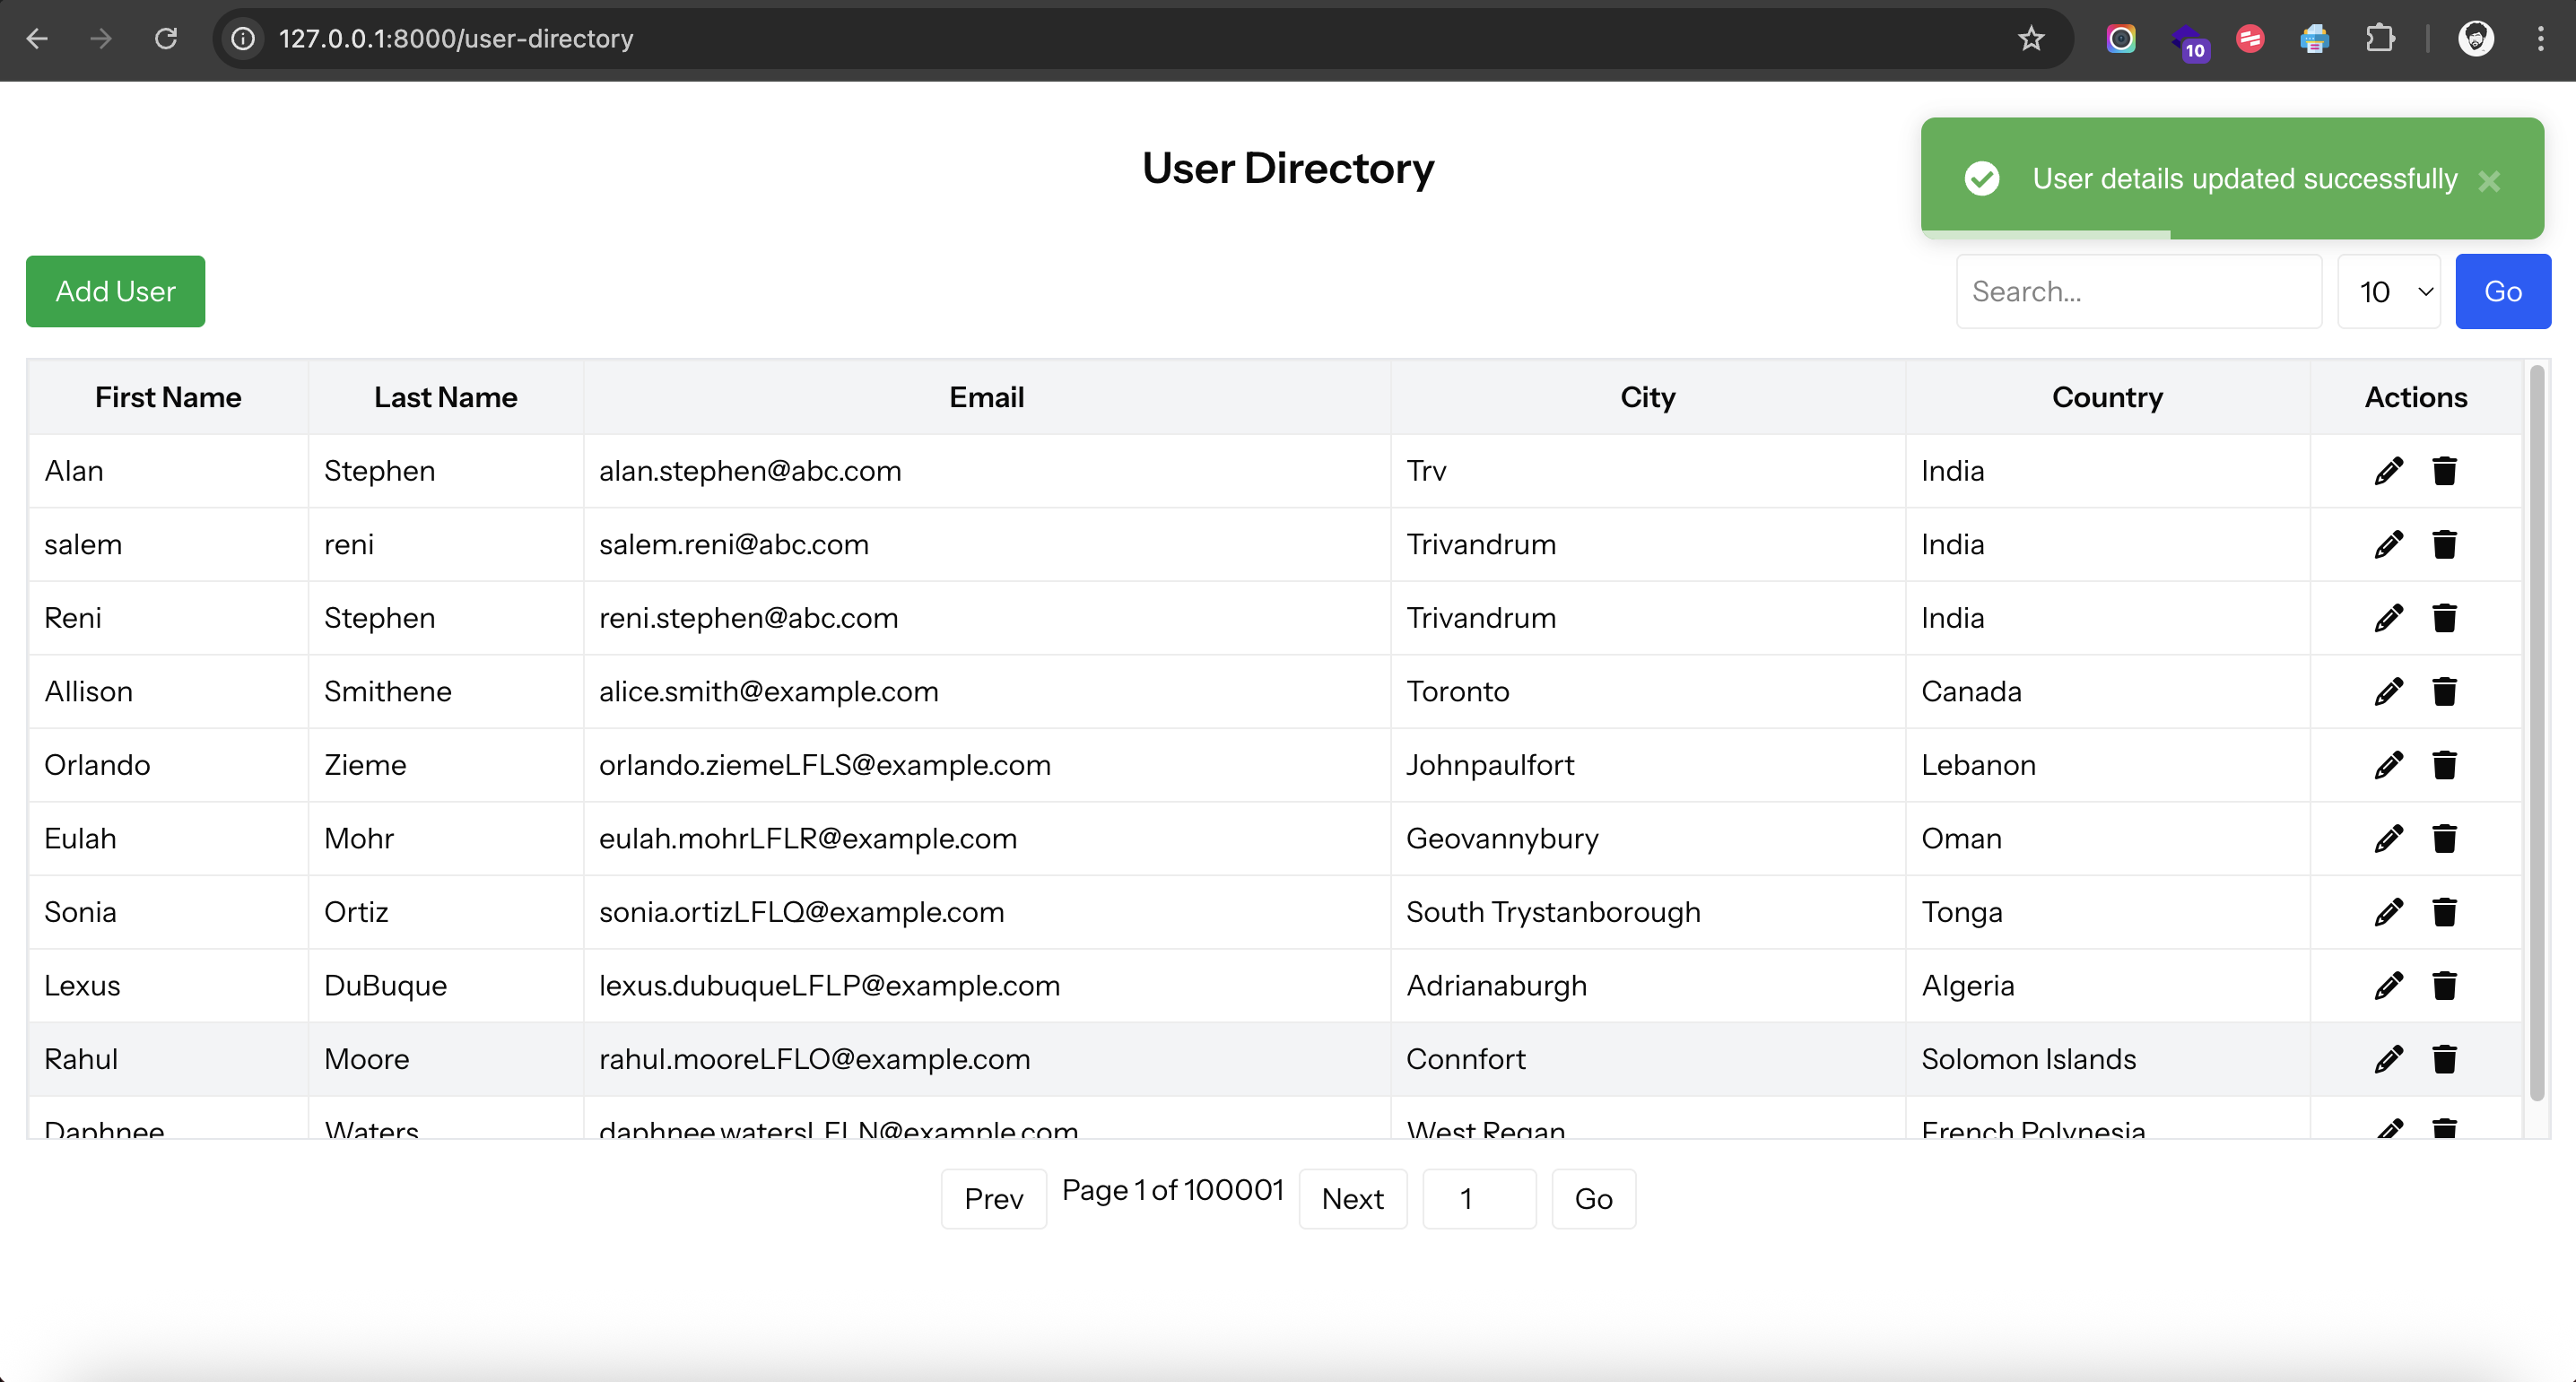 127.0.0.1:8000/user-directory
10
User Directory
User details updated successfully
Add User
Search...
10
Go
First Name Last Name Email City Country Actions
Alan Stephen alan.stephen@abc.com Trv India
salem reni salem.reni@abc.com Trivandrum India
Reni Stephen reni.stephen@abc.com Trivandrum India
Allison Smithene alice.smith@example.com Toronto Canada
Orlando Zieme orlando.ziemeLFLS@example.com Johnpaulfort Lebanon
Eulah Mohr eulah.mohrLFLR@example.com Geovannybury Oman
Sonia Ortiz sonia.ortizLFLQ@example.com South Trystanborough Tonga
Lexus DuBuque lexus.dubuqueLFLP@example.com Adrianaburgh Algeria
Rahul Moore rahul.mooreLFLO@example.com Connfort Solomon Islands
Daphnee Waters daphnee.watersLFLN@example.com West Regan French Polynesia
Prev Page 1 of 100001 Next 1 Go